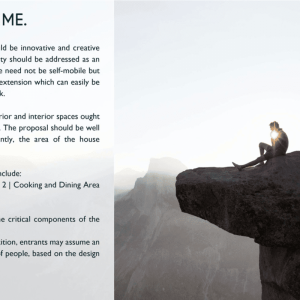 ME.
ld be innovative and creative
ty should be addressed as an
e need not be self-mobile but
extension which can easily be
k.
rior and interior spaces ought
. The proposal should be well
ntly, the area of the house
nclude:
2 | Cooking and Dining Area
e critical components of the
ition, entrants may assume an
of people, based on the design